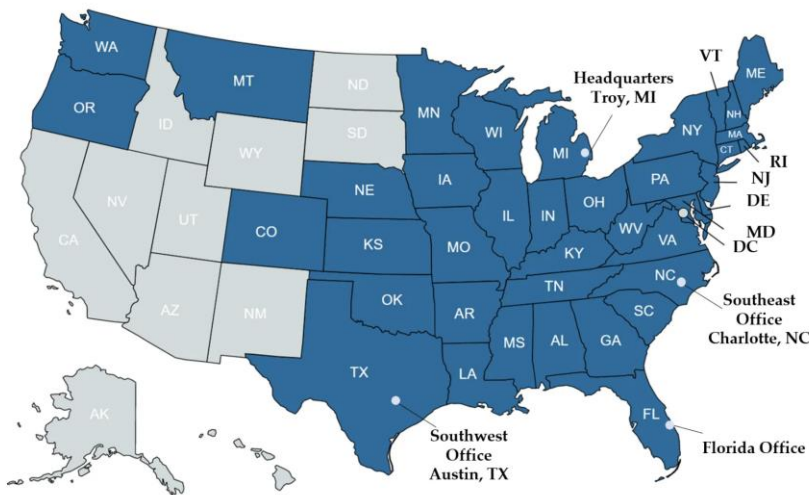 WA
MT
ND
MN
VT
ME
Headquarters
Troy, MI
OR
ID
SD
WI
NY
NH
MA
CT
RI
WY
MI
NJ
IA
PA
DE
NV
NE
IL
IN
OH
MD
DC
UT
CO
CA
KS
MO
WV
VA
KY
NC
Southeast
Office
Charlotte, NC
TN
AZ
NM
OK
AR
SC
MS
AL
GA
TX
LA
AK
FL
Southwest
Office
Austin, TX
Florida Office